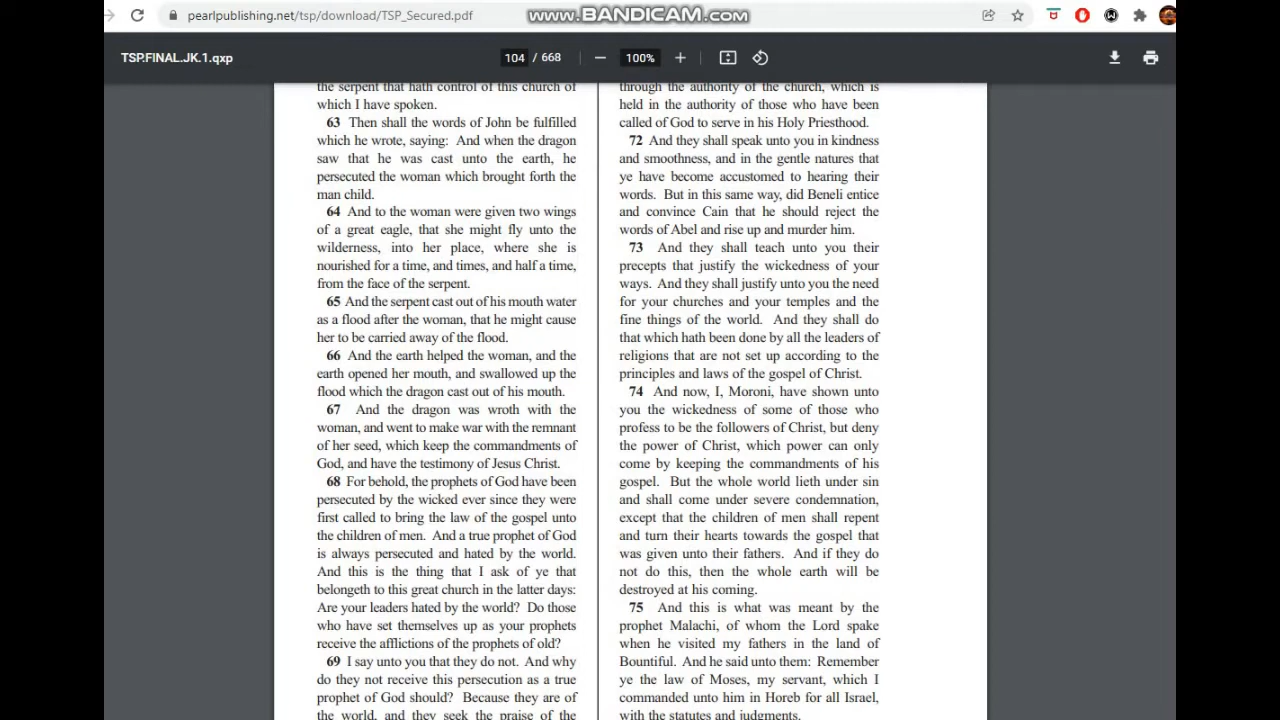 pearlpublishing.net/tsp/download/TSP_Secured.pdf
www.BANDICAM.com
TSP.FINAL.JK.1.qxp
104 / 668
100%
the serpent that hath control of this church of
which I have spoken.
63 Then shall the words of John be fulfilled
which he wrote, saying: And when the dragon
saw that he was cast unto the earth, he
persecuted the woman which brought forth the
man child.
64 And to the woman were given two wings
of a great eagle, that she might fly unto the
wilderness, into her place, where she is
nourished for a time, and times, and half a time,
from the face of the serpent.
65 And the serpent cast out of his mouth water
as a flood after the woman, that he might cause
her to be carried away of the flood.
66 And the earth helped the woman, and the
earth opened her mouth, and swallowed up the
flood which the dragon cast out of his mouth.
67 And the dragon was wroth with the
woman, and went to make war with the remnant
of her seed, which keep the commandments of
God, and have the testimony of Jesus Christ.
68 For behold, the prophets of God have been
persecuted by the wicked ever since they were
first called to bring the law of the gospel unto
the children of men. And a true prophet of God
is always persecuted and hated by the world.
And this is the thing that I ask of ye that
belongeth to this great church in the latter days:
Are your leaders hated by the world? Do those
who have set themselves up as your prophets
receive the afflictions of the prophets of old?
69 I say unto you that they do not. And why
do they not receive this persecution as a true
prophet of God should? Because they are of
the world, and they seek the praise of the
through the authority of the church, which is
held in the authority of those who have been
called of God to serve in his Holy Priesthood.
72 And they shall speak unto you in kindness
and smoothness, and in the gentle natures that
ye have become accustomed to hearing their
words. But in this same way, did Beneli entice
and convince Cain that he should reject the
words of Abel and rise up and murder him.
73 And they shall teach unto you their
precepts that justify the wickedness of your
ways. And they shall justify unto you the need
for your churches and your temples and the
fine things of the world. And they shall do
that which hath been done by all the leaders of
religions that are not set up according to the
principles and laws of the gospel of Christ.
74 And now, I, Moroni, have shown unto
you the wickedness of some of those who
profess to be the followers of Christ, but deny
the power of Christ, which power can only
come by keeping the commandments of his
gospel. But the whole world lieth under sin
and shall come under severe condemnation,
except that the children of men shall repent
and turn their hearts towards the gospel that
was given unto their fathers. And if they do
not do this, then the whole earth will be
destroyed at his coming.
75 And this is what was meant by the
prophet Malachi, of whom the Lord spake
when he visited my fathers in the land of
Bountiful. And he said unto them: Remember
ye the law of Moses, my servant, which I
commanded unto him in Horeb for all Israel,
with the statutes and judgments.